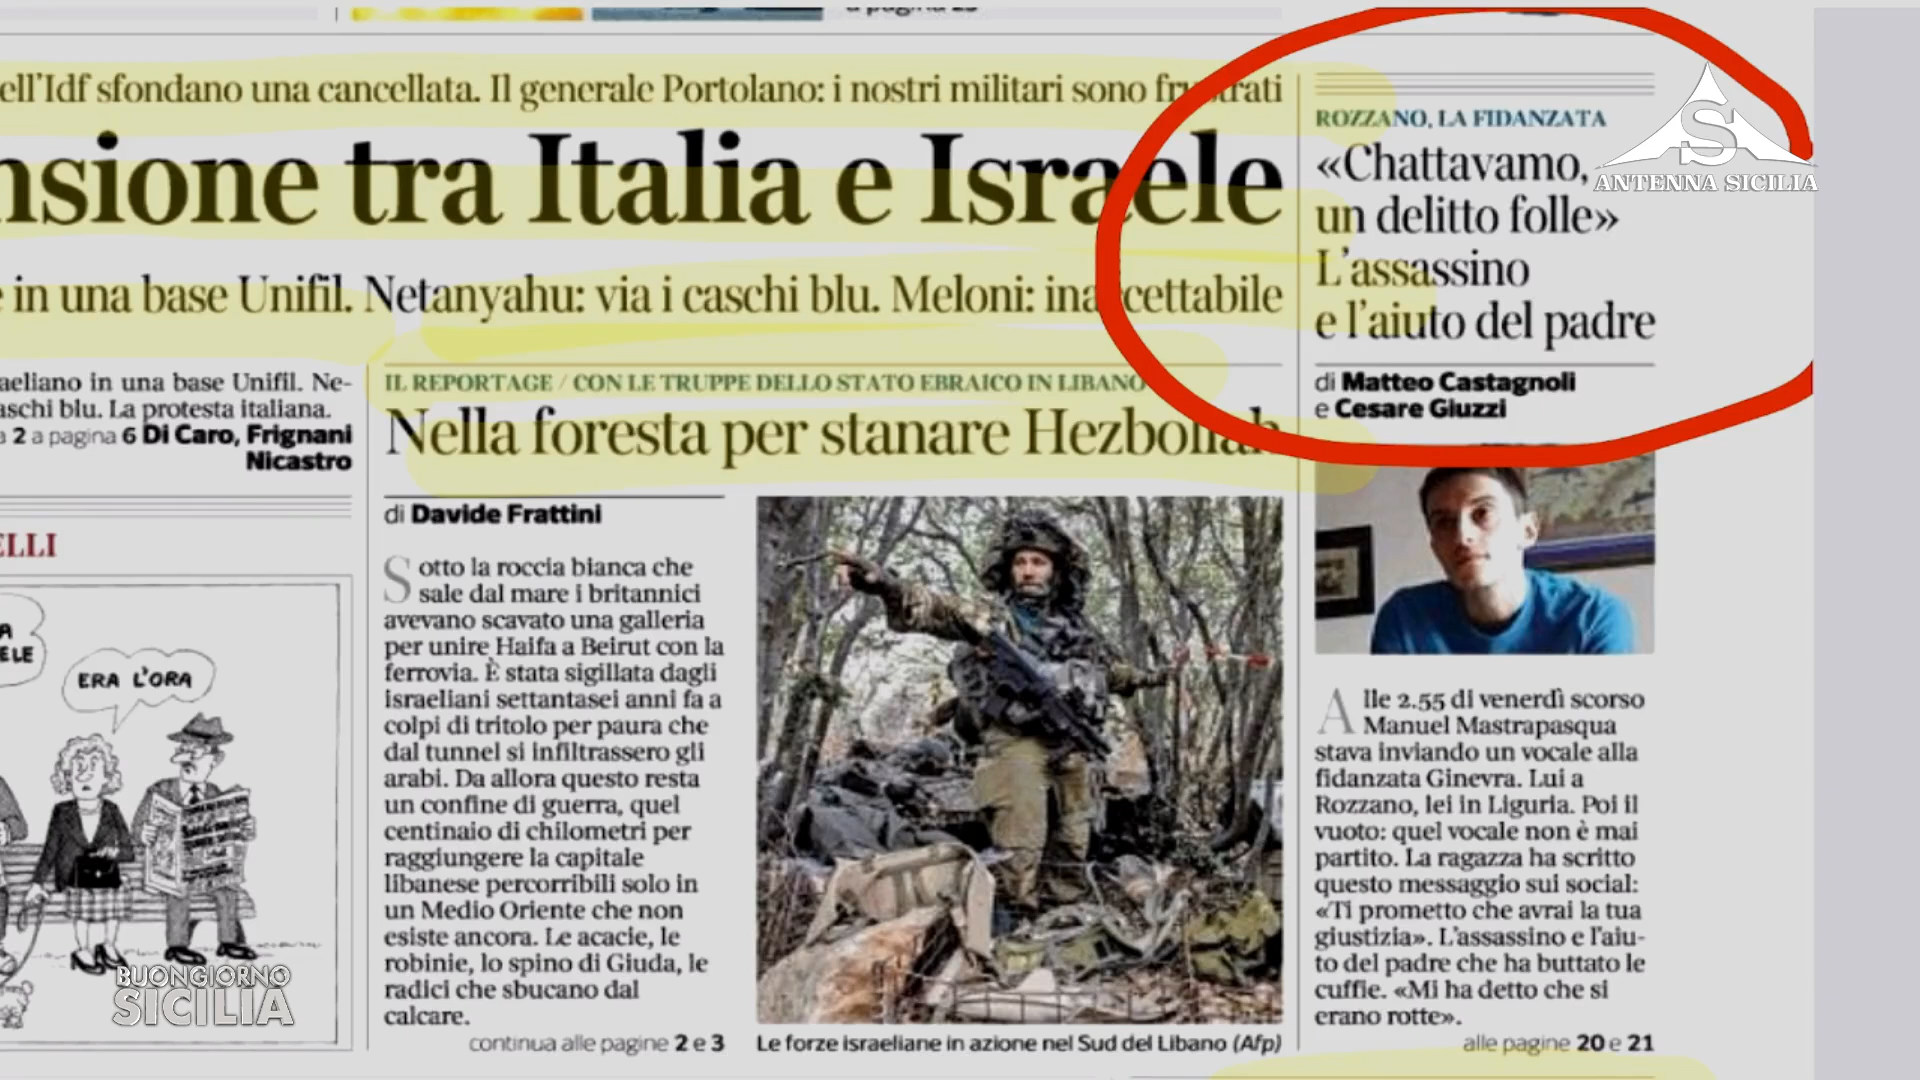 a pagina 25
ell'Idf sfondano una cancellata. Il generale Portolano: i nostri militari sono frustrati
nsione tra Italia e Israele
e in una base Unifil. Netanyahu: via i caschi blu. Meloni: inaccettabile
aeliano in una base Unifil. Ne-
aschi blu. La protesta italiana.
a 2 a pagina 6 Di Caro, Frignani
Nicastro
ELLI
A
ELE
ERA L'ORA
IL REPORTAGE / CON LE TRUPPE DELLO STATO EBRAICO IN LIBANO
Nella foresta per stanare Hezbollah
di Davide Frattini
Sotto la roccia bianca che
sale dal mare i britannici
avevano scavato una galleria
per unire Haifa a Beirut con la
ferrovia. È stata sigillata dagli
israeliani settantasei anni fa a
colpi di tritolo per paura che
dal tunnel si infiltrassero gli
arabi. Da allora questo resta
un confine di guerra, quel
centinaio di chilometri per
raggiungere la capitale
libanese percorribili solo in
un Medio Oriente che non
esiste ancora. Le acacie, le
robinie, lo spino di Giuda, le
radici che sbucano dal
calcare.
continua alle pagine 2 e 3
Le forze israeliane in azione nel Sud del Libano (Afp)
ROZZANO, LA FIDANZATA
«Chattavamo,
un delitto folle»
L'assassino
e l'aiuto del padre
di Matteo Castagnoli
e Cesare Giuzzi
Alle 2.55 di venerdì scorso
Manuel Mastrapasqua
stava inviando un vocale alla
fidanzata Ginevra. Lui a
Rozzano, lei in Liguria. Poi il
vuoto: quel vocale non è mai
partito. La ragazza ha scritto
questo messaggio sui social:
«Ti prometto che avrai la tua
giustizia». L'assassino e l'aiu-
to del padre che ha buttato le
cuffie. «Mi ha detto che si
erano rotte».
alle pagine 20 e 21
S
ANTENNA SICILIA
BUONGIORNO
SICILIA